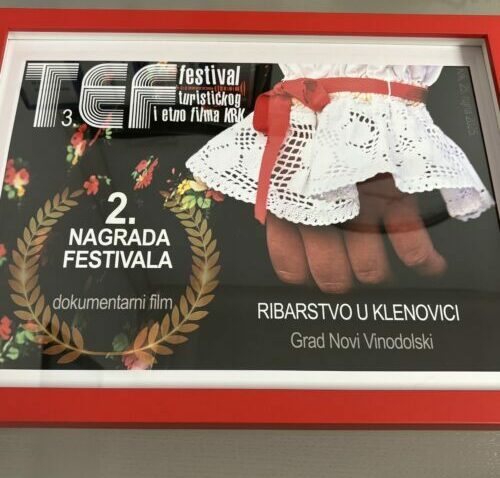 3. TEF festival
turističkog
i etno filma KRK
2.
NAGRADA
FESTIVALA
dokumentarni film
RIBARSTVO U KLENOVICI
Grad Novi Vinodolski